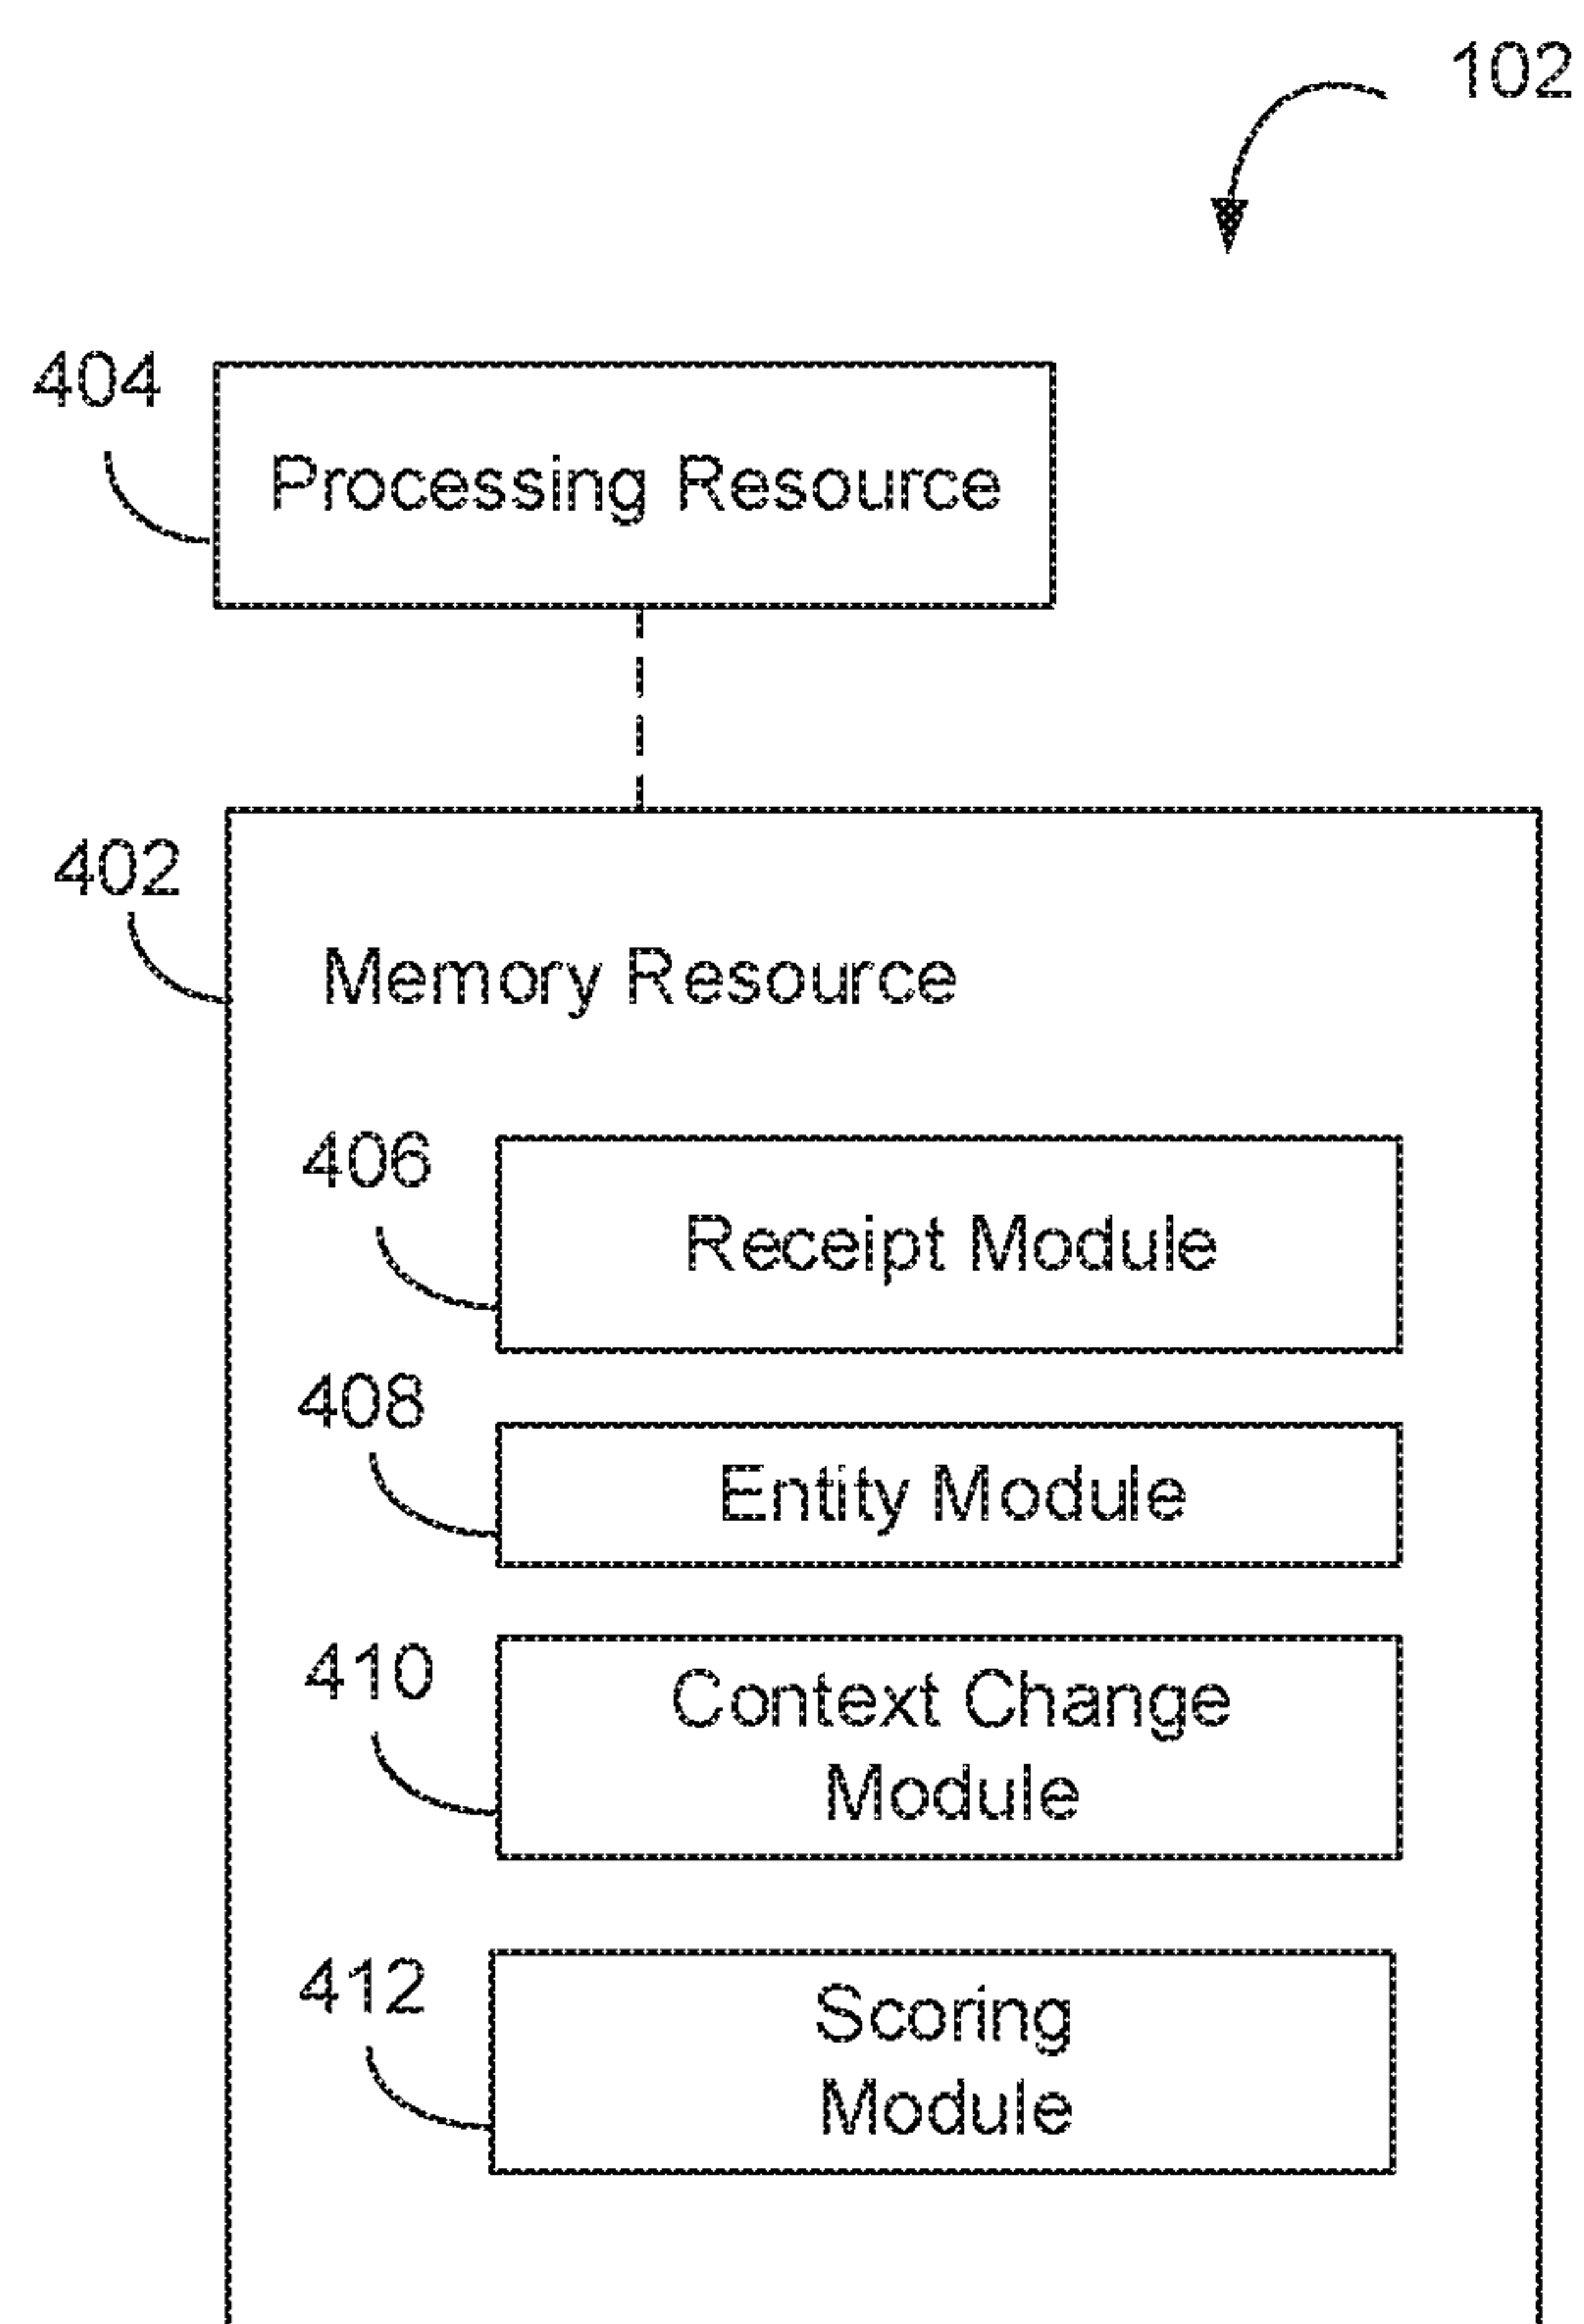 102
404
Processing Resource
402
Memory Resource
406
Receipt Module
408
Entity Module
410
Context Change
Module
412
Scoring
Module